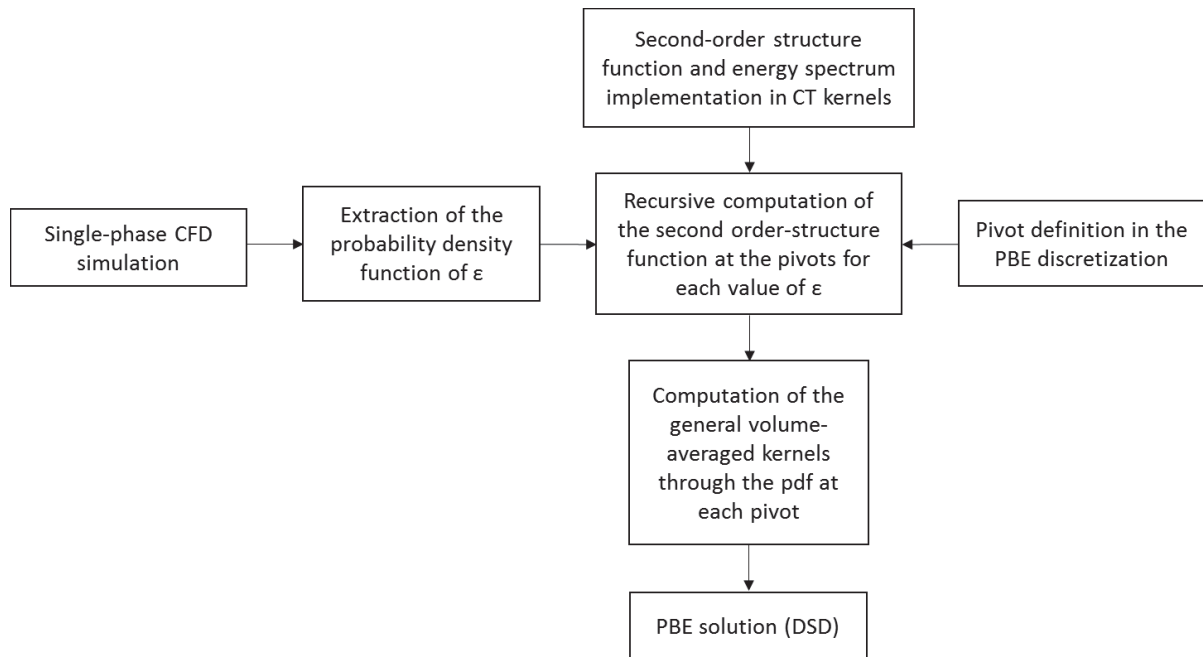 Second-order structure
function and energy spectrum
implementation in CT kernels
Single-phase CFD
simulation
Extraction of the
probability density
function of ε
Recursive computation of
the second order-structure
function at the pivots for
each value of ε
Pivot definition in the
PBE discretization
Computation of the
general volume-
averaged kernels
through the pdf at
each pivot
PBE solution (DSD)